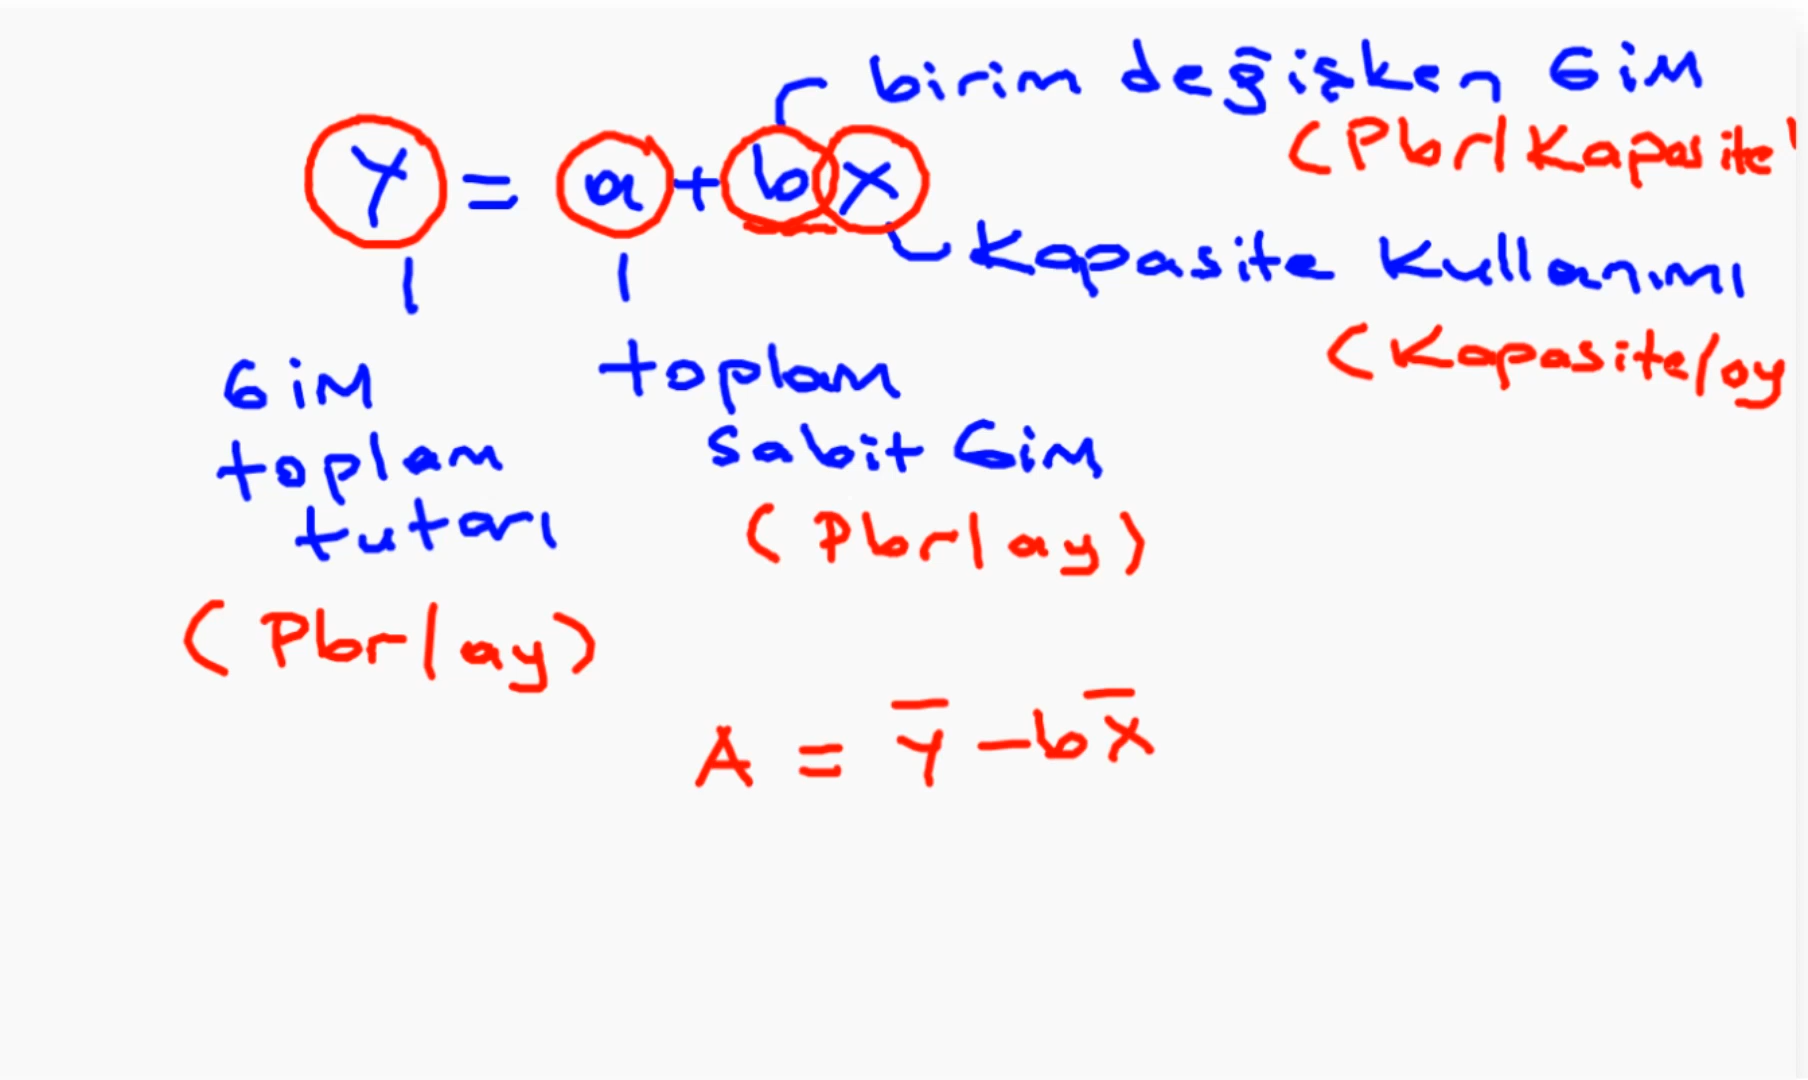 birim değişken GİM
(Pbr/Kapasite)
Y = a + bX
Kapasite Kullanımı
(Kapasite/ay
GİM
toplam
tutarı
(Pbr/ay)
toplam
Sabit GİM
(Pbr/ay)
A = Y̅ - bX̅